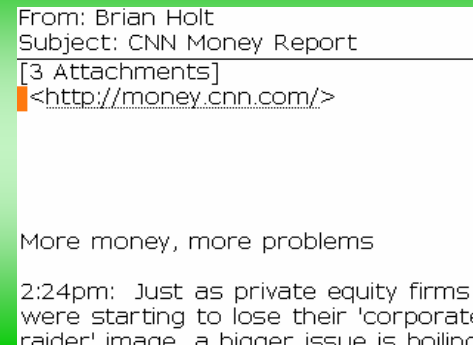 From: Brian Holt
Subject: CNN Money Report
[3 Attachments]
<http://money.cnn.com/>
More money, more problems
2:24pm: Just as private equity firms
were starting to lose their 'corporate
raider' image, a bigger issue is boiling